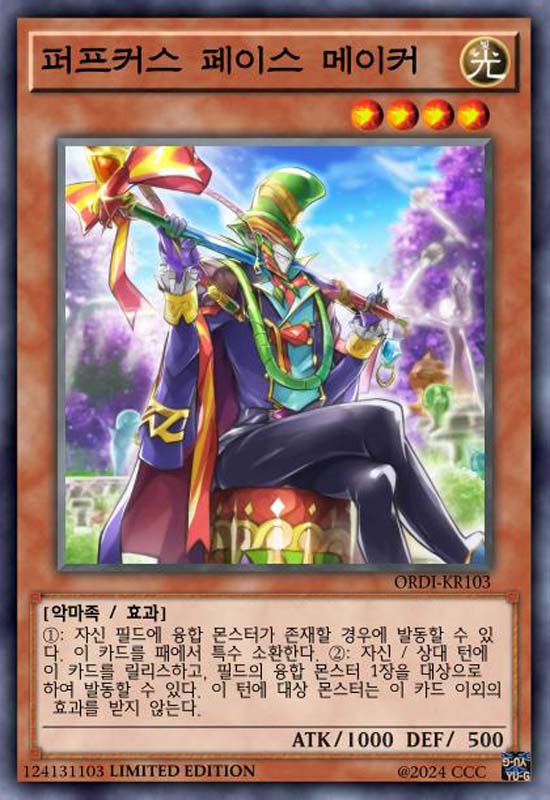 퍼프커스 페이스 메이커
光
ORDI-KR103
[악마족 / 효과]
①: 자신 필드에 융합 몬스터가 존재할 경우에 발동할 수 있
다. 이 카드를 패에서 특수 소환한다. ②: 자신 / 상대 턴에
이 카드를 릴리스하고, 필드의 융합 몬스터 1장을 대상으로
하여 발동할 수 있다. 이 턴에 대상 몬스터는 이 카드 이외의
효과를 받지 않는다.
ATK/1000 DEF/ 500
124131103 LIMITED EDITION @2024 CCC
YU-G